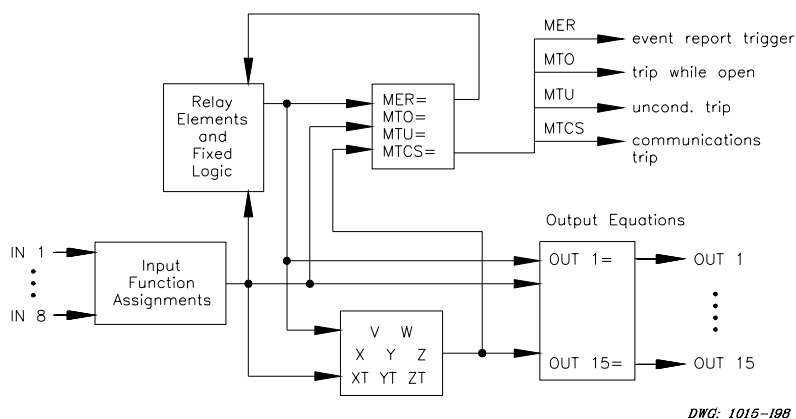 MER
event report trigger
MTO
trip while open
MTU
uncond. trip
MTCS
communications
trip
Relay
Elements
and
Fixed
Logic
MER=
MTO=
MTU=
MTCS=
IN 1
IN 8
Input
Function
Assignments
V W
X Y Z
XT YT ZT
Output Equations
OUT 1=
OUT 15=
OUT 1
OUT 15
DWG: 1015-I98